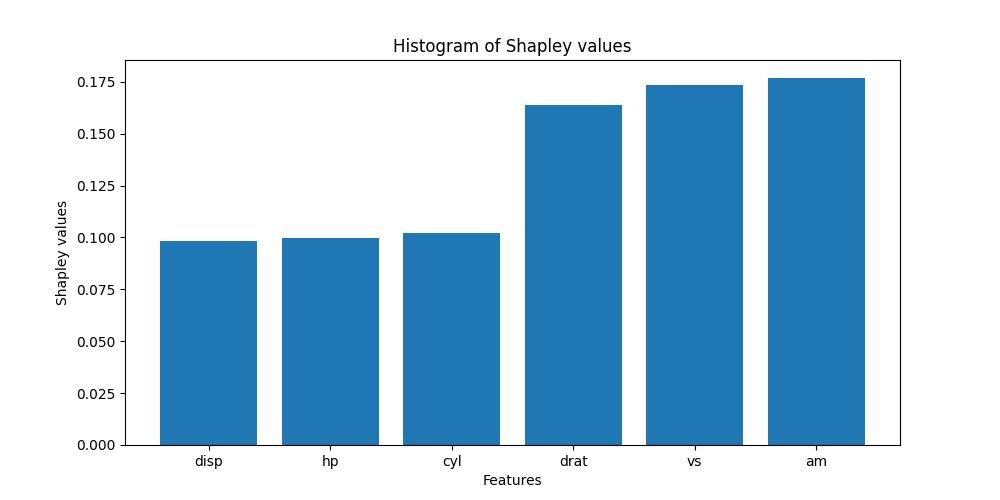 Histogram of Shapley values
0.175
0.150
0.125
0.100
0.075
0.050
0.025
0.000
Shapley values
disp hp cyl drat vs am
Features